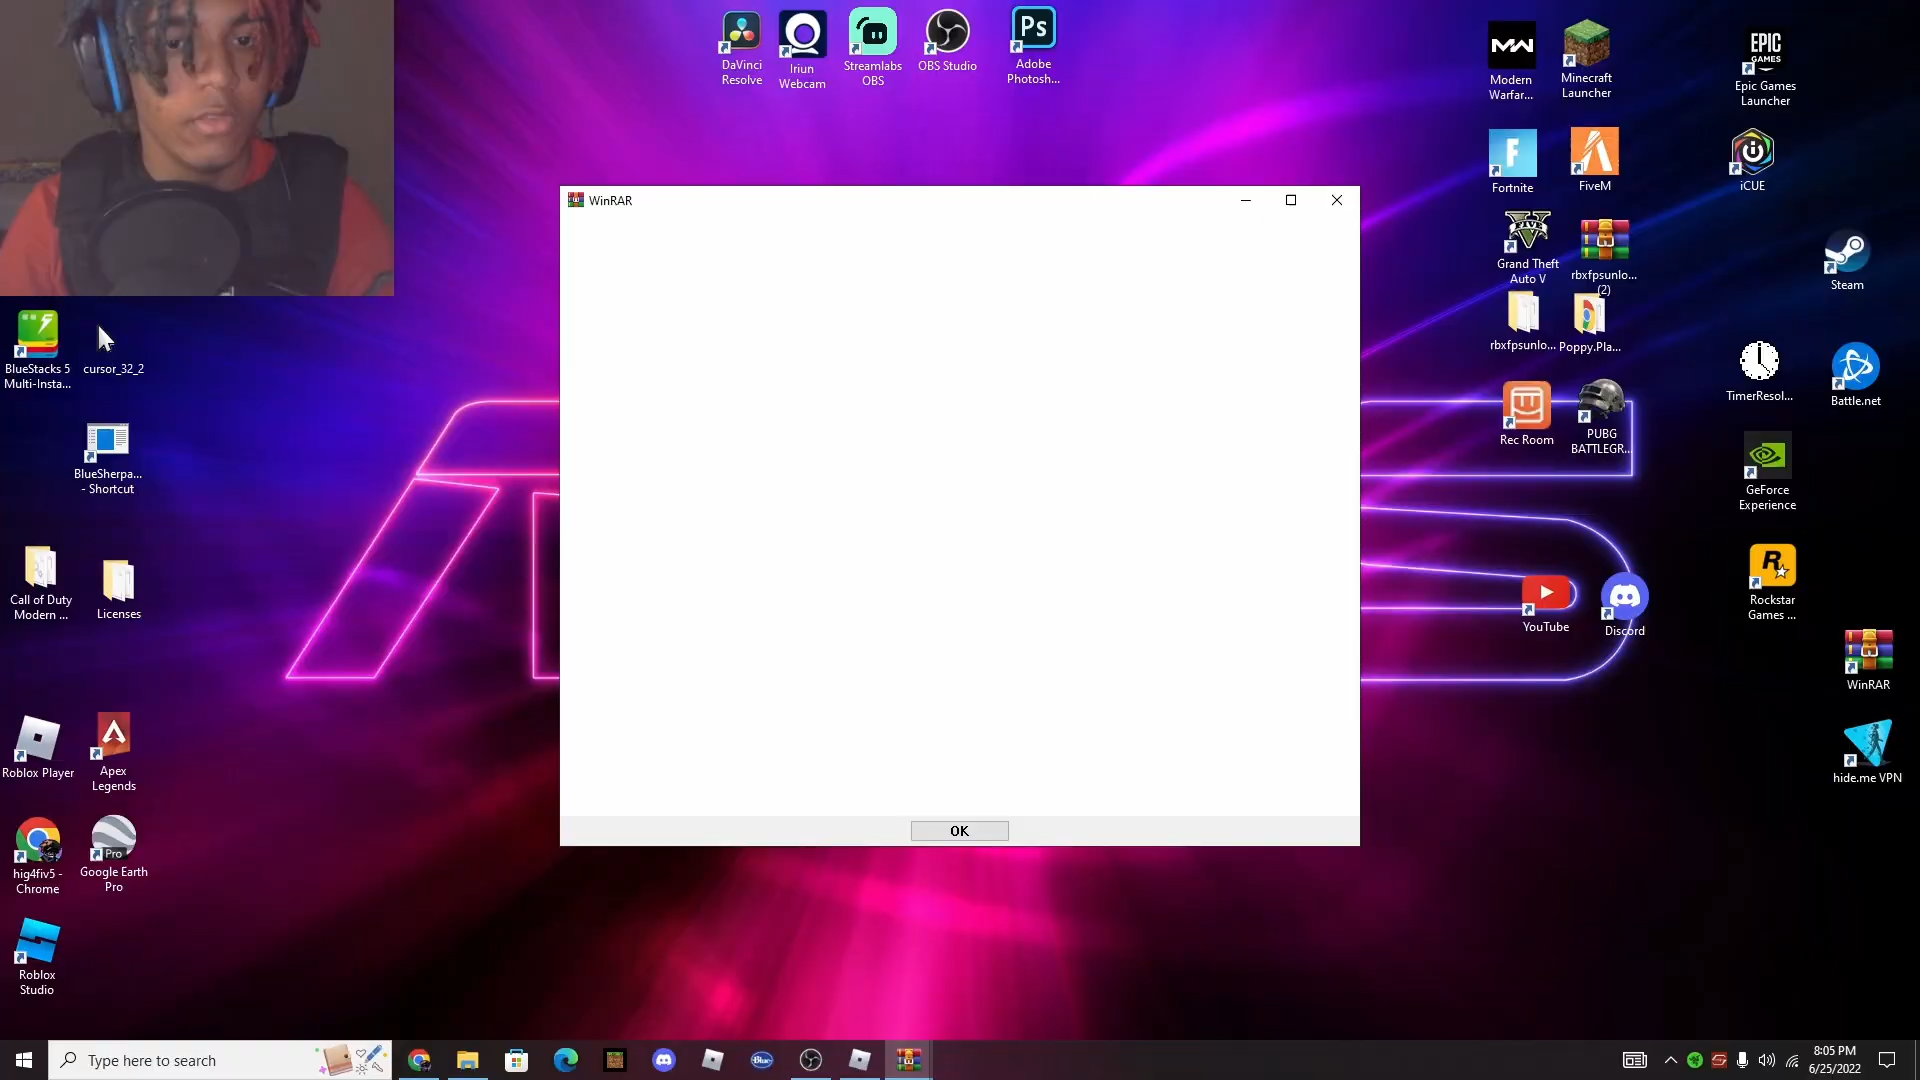 DaVinci
Resolve
Iriun
Webcam
Streamlabs
OBS
OBS Studio
Ps
Adobe
Photosh...
MW
Modern
Warfar...
Minecraft
Launcher
EPIC
GAMES
Epic Games
Launcher
F
Fortnite
FiveM
iCUE
WinRAR
FIVE
Grand Theft
Auto V
rbxfpsunlo...
(2)
Steam
rbxfpsunlo...
Poppy.Pla...
BlueStacks 5
Multi-Insta...
cursor_32_2
TimerResol...
Battle.net
Rec Room
PUBG
BATTLEGR...
BlueSherpa...
- Shortcut
GeForce
Experience
Call of Duty
Modern ...
Licenses
YouTube
Discord
R
Rockstar
Games ...
WinRAR
Roblox Player
Apex
Legends
hide.me VPN
OK
hig4fiv5 -
Chrome
Pro
Google Earth
Pro
Roblox
Studio
Type here to search
Blue
8:05 PM
6/25/2022